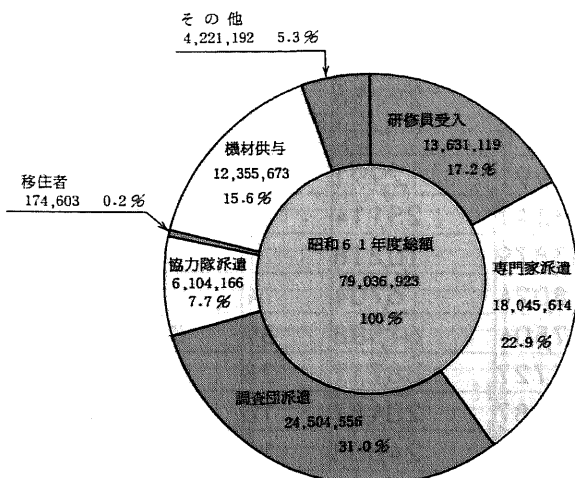 その他
4,221,192 5.3%
研修員受入
13,631,119
17.2%
機材供与
12,355,673
15.6%
移住者
174,603 0.2%
昭和61年度総額
79,036,923
100%
協力隊派遣
6,104,166
7.7%
専門家派遣
18,045,614
22.9%
調査団派遣
24,504,556
31.0%